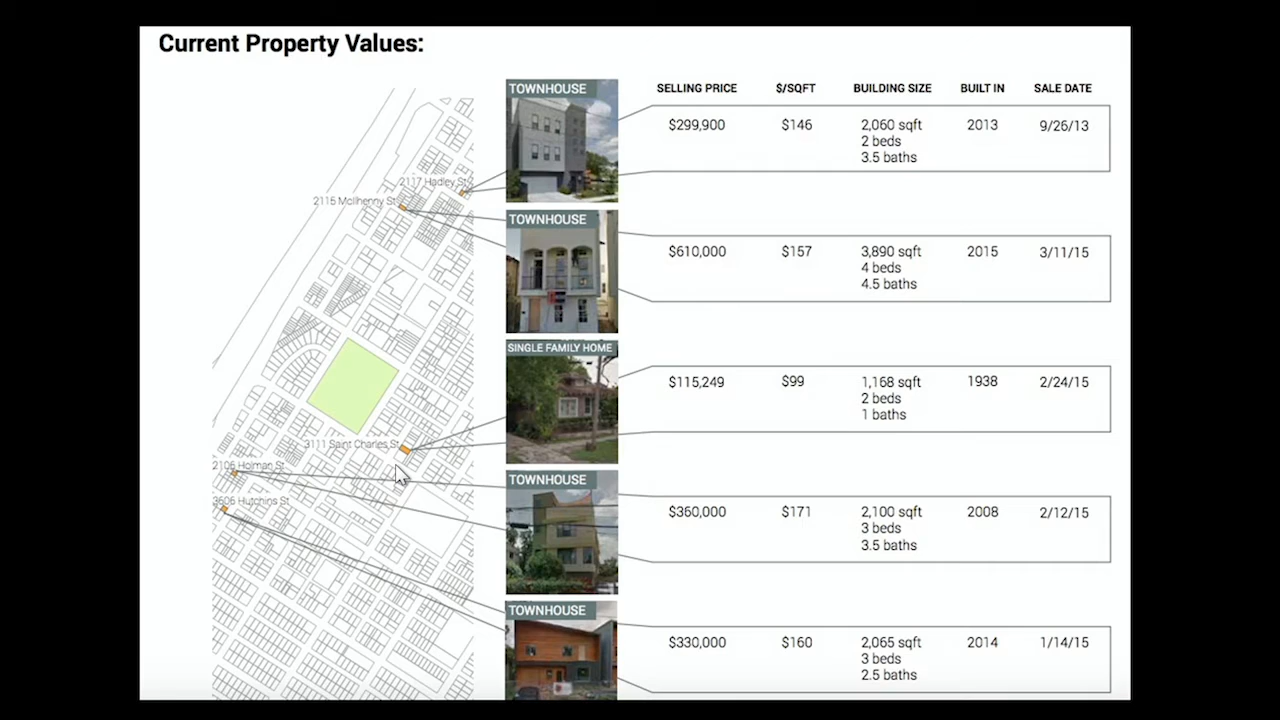 Current Property Values:
SELLING PRICE $/SQFT BUILDING SIZE BUILT IN SALE DATE
TOWNHOUSE
$299,900 $146 2,060 sqft 2013 9/26/13
2 beds
3.5 baths
2117 Hadley St
2115 McIlhenny St
TOWNHOUSE
$610,000 $157 3,890 sqft 2015 3/11/15
4 beds
4.5 baths
SINGLE FAMILY HOME
$115,249 $99 1,168 sqft 1938 2/24/15
2 beds
1 baths
3111 Saint Charles St
2106 Holman St
TOWNHOUSE
$360,000 $171 2,100 sqft 2008 2/12/15
3 beds
3.5 baths
3606 Hutchins St
TOWNHOUSE
$330,000 $160 2,065 sqft 2014 1/14/15
3 beds
2.5 baths